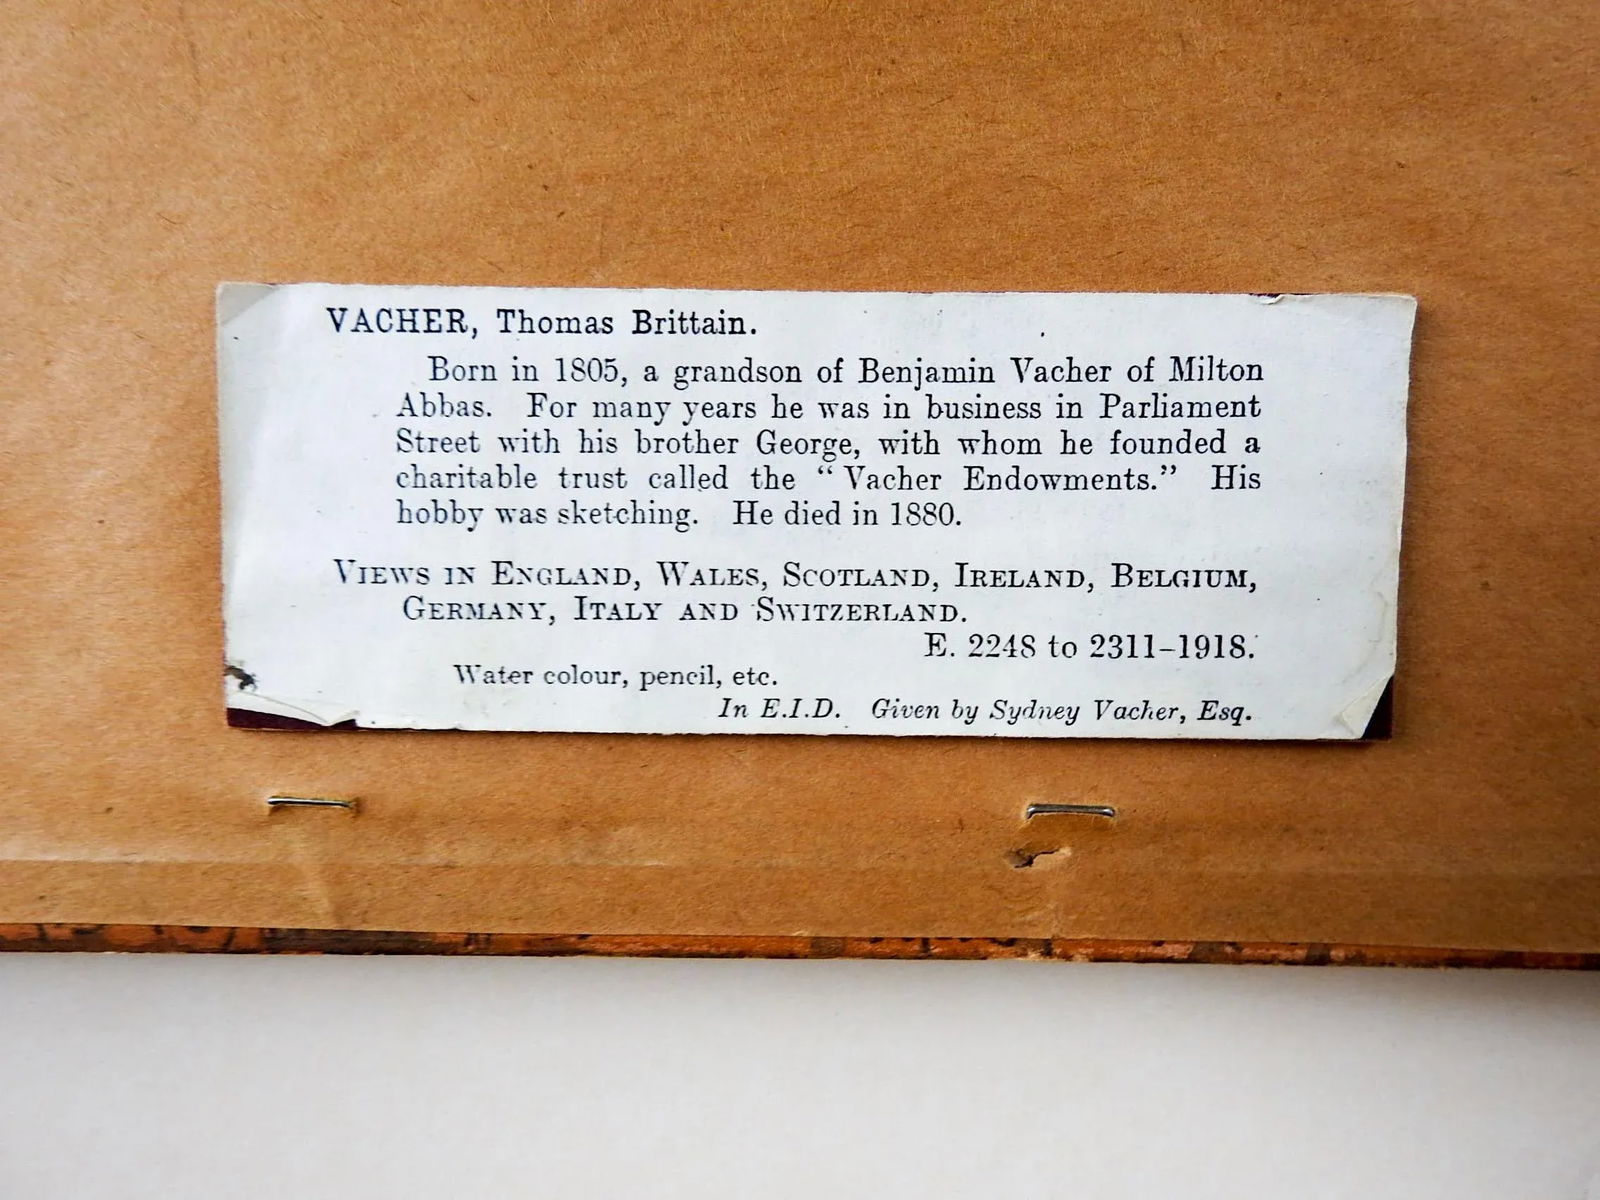 VACHER, Thomas Brittain.
Born in 1805, a grandson of Benjamin Vacher of Milton
Abbas. For many years he was in business in Parliament
Street with his brother George, with whom he founded a
charitable trust called the “Vacher Endowments.” His
hobby was sketching. He died in 1880.
VIEWS IN ENGLAND, WALES, SCOTLAND, IRELAND, BELGIUM,
GERMANY, ITALY AND SWITZERLAND.
E. 2248 to 2311–1918.
Water colour, pencil, etc.
In E.I.D. Given by Sydney Vacher, Esq.